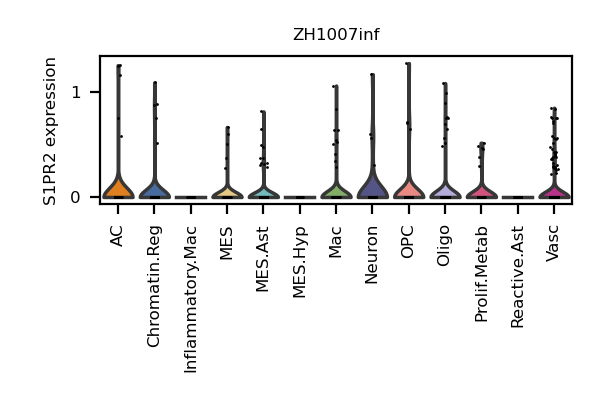 ZH1007inf
S1PR2 expression
1
0
AC
Chromatin.Reg
Inflammatory.Mac
MES
MES.Ast
MES.Hyp
Mac
Neuron
OPC
Oligo
Prolif.Metab
Reactive.Ast
Vasc